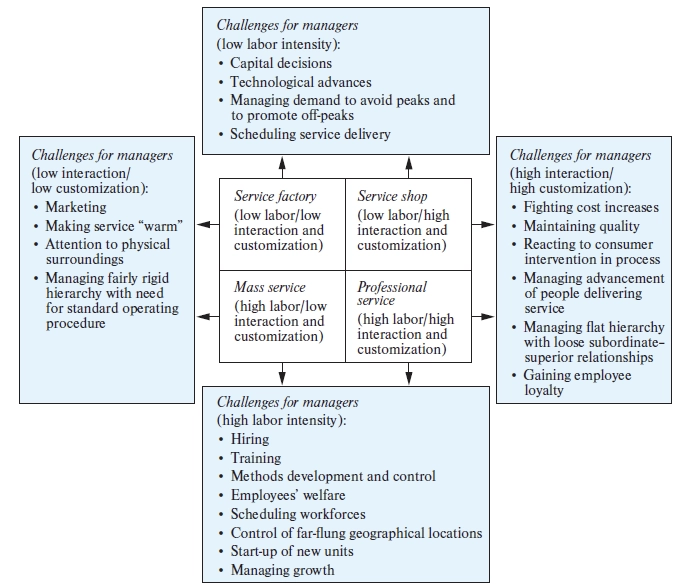 Challenges for managers
(low labor intensity):
• Capital decisions
• Technological advances
• Managing demand to avoid peaks and
to promote off-peaks
• Scheduling service delivery
Challenges for managers
(low interaction/
low customization):
• Marketing
• Making service “warm”
• Attention to physical
surroundings
• Managing fairly rigid
hierarchy with need
for standard operating
procedure
Service factory
(low labor/low
interaction and
customization)
Service shop
(low labor/high
interaction and
customization)
Mass service
(high labor/low
interaction and
customization)
Professional
service
(high labor/high
interaction and
customization)
Challenges for managers
(high interaction/
high customization):
• Fighting cost increases
• Maintaining quality
• Reacting to consumer
intervention in process
• Managing advancement
of people delivering
service
• Managing flat hierarchy
with loose subordinate–
superior relationships
• Gaining employee
loyalty
Challenges for managers
(high labor intensity):
• Hiring
• Training
• Methods development and control
• Employees’ welfare
• Scheduling workforces
• Control of far-flung geographical locations
• Start-up of new units
• Managing growth